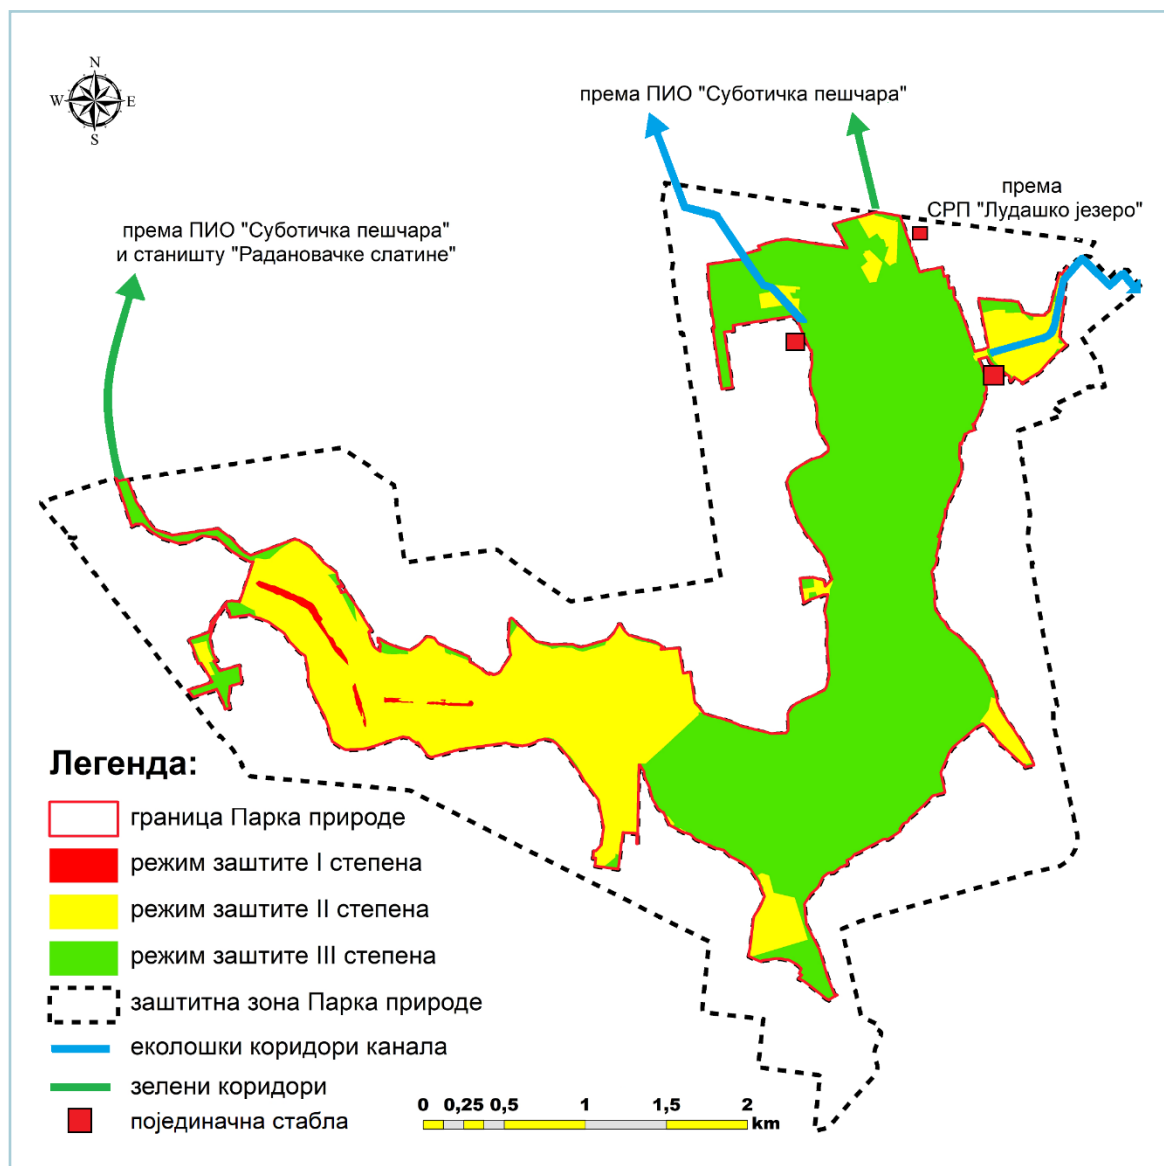 N
W E
S
према ПИО "Суботичка пешчара"
према
СРП "Лудашко језеро"
према ПИО "Суботичка пешчара"
и станишту "Радановачке слатине"
Легенда:
граница Парка природе
режим заштите I степена
режим заштите II степена
режим заштите III степена
заштитна зона Парка природе
еколошки коридори канала
зелени коридори
појединачна стабла
0 0,25 0,5 1 1,5 2
km